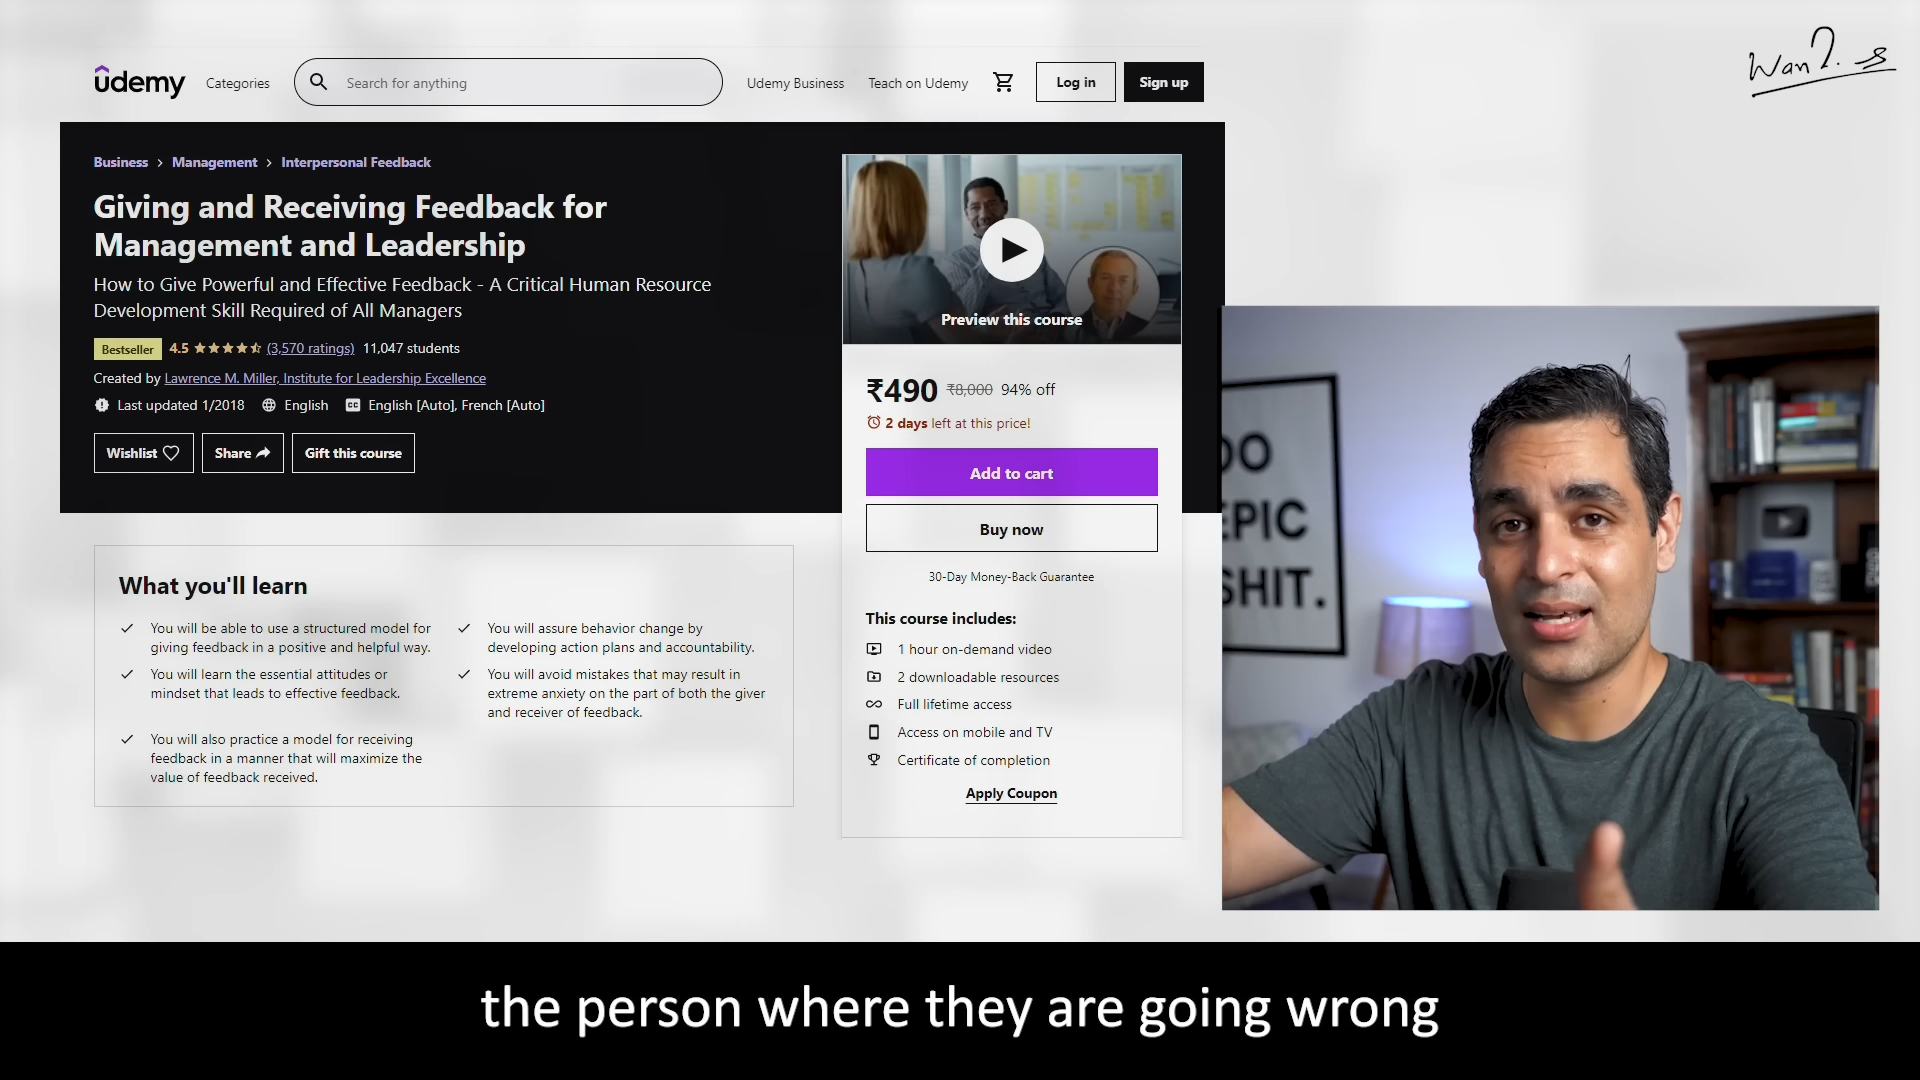 udemy
Categories
Search for anything
Udemy Business
Teach on Udemy
Log in
Sign up
Business > Management > Interpersonal Feedback
Giving and Receiving Feedback for
Management and Leadership
How to Give Powerful and Effective Feedback - A Critical Human Resource
Development Skill Required of All Managers
Bestseller 4.5 (3,570 ratings) 11,047 students
Created by Lawrence M. Miller, Institute for Leadership Excellence
Last updated 1/2018 English English [Auto], French [Auto]
Wishlist
Share
Gift this course
Preview this course
₹490 ₹8,000 94% off
2 days left at this price!
Add to cart
Buy now
30-Day Money-Back Guarantee
This course includes:
1 hour on-demand video
2 downloadable resources
Full lifetime access
Access on mobile and TV
Certificate of completion
Apply Coupon
What you'll learn
You will be able to use a structured model for
giving feedback in a positive and helpful way.
You will assure behavior change by
developing action plans and accountability.
You will learn the essential attitudes or
mindset that leads to effective feedback.
You will avoid mistakes that may result in
extreme anxiety on the part of both the giver
and receiver of feedback.
You will also practice a model for receiving
feedback in a manner that will maximize the
value of feedback received.
DO
EPIC
SHIT.
the person where they are going wrong